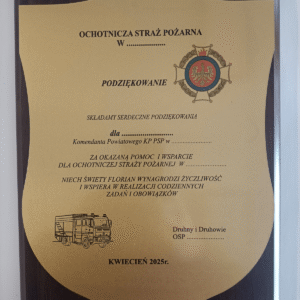 OCHOTNICZA STRAŻ POŻARNA
W ...................
PODZIĘKOWANIE
SKŁADAMY SERDECZNE PODZIĘKOWANIA
dla ..........................
Komendanta Powiatowego KP PSP w ...............
ZA OKAZANĄ POMOC I WSPARCIE
DLA OCHOTNICZEJ STRAŻY POŻARNEJ W ...............
NIECH ŚWIĘTY FLORIAN WYNAGRODZI ŻYCZLIWOŚĆ
I WSPIERA W REALIZACJI CODZIENNYCH
ZADAŃ I OBOWIĄZKÓW
Druhny i Druhowie
OSP ...................
KWIECIEŃ 2025r.